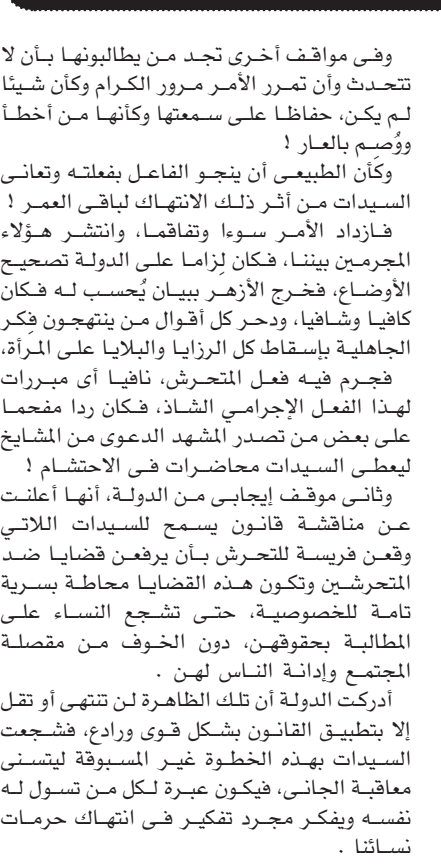 وفى مواقف أخرى تجد من يطالبونها بأن لا
تتحدث وأن تمرر الأمر مرور الكرام وكأن شيئا
لم يكن، حفاظا على سمعتها وكأنها من أخطأ
ووُصَم بالعار !
وكَأن الطبيعى أن ينجو الفاعل بفعلته وتعانى
السيدات من أثر ذلك الانتهاك لباقى العمر !
فازداد الأمر سوءا وتفاقما، وانتشر هؤلاء
المجرمين بيننا، فكان لزاما على الدولة تصحيح
الأوضاع، فخرج الأزهر ببيان يُحسب له فكان
كافيا وشافيا، ودحر كل أقوال من ينتهجون فِكر
الجاهلية بإسقاط كل الرزايا والبلايا على المرأة،
فجرم فيه فعل المتحرش، نافيا أى مبررات
لهذا الفعل الإجرامي الشاذ، فكان ردا مفحما
على بعض من تصدر المشهد الدعوى من المشايخ
ليعطى السيدات محاضرات فى الاحتشام !
وثانى موقف إيجابى من الدولة، أنها أعلنت
عن مناقشة قانون يسمح للسيدات اللاتي
وقعن فريسة للتحرش بأن يرفعن قضايا ضد
المتحرشين وتكون هذه القضايا محاطة بسرية
تامة للخصوصية، حتى تشجع النساء على
المطالبة بحقوقهن، دون الخوف من مقصلة
المجتمع وإدانة الناس لهن .
أدركت الدولة أن تلك الظاهرة لن تنتهى أو تقل
إلا بتطبيق القانون بشكل قوى ورادع، فشجعت
السيدات بهذه الخطوة غير المسبوقة ليتسنى
معاقبة الجانى، فيكون عبرة لكل من تسول له
نفسه ويفكر مجرد تفكير فى انتهاك حرمات
نسائنا .